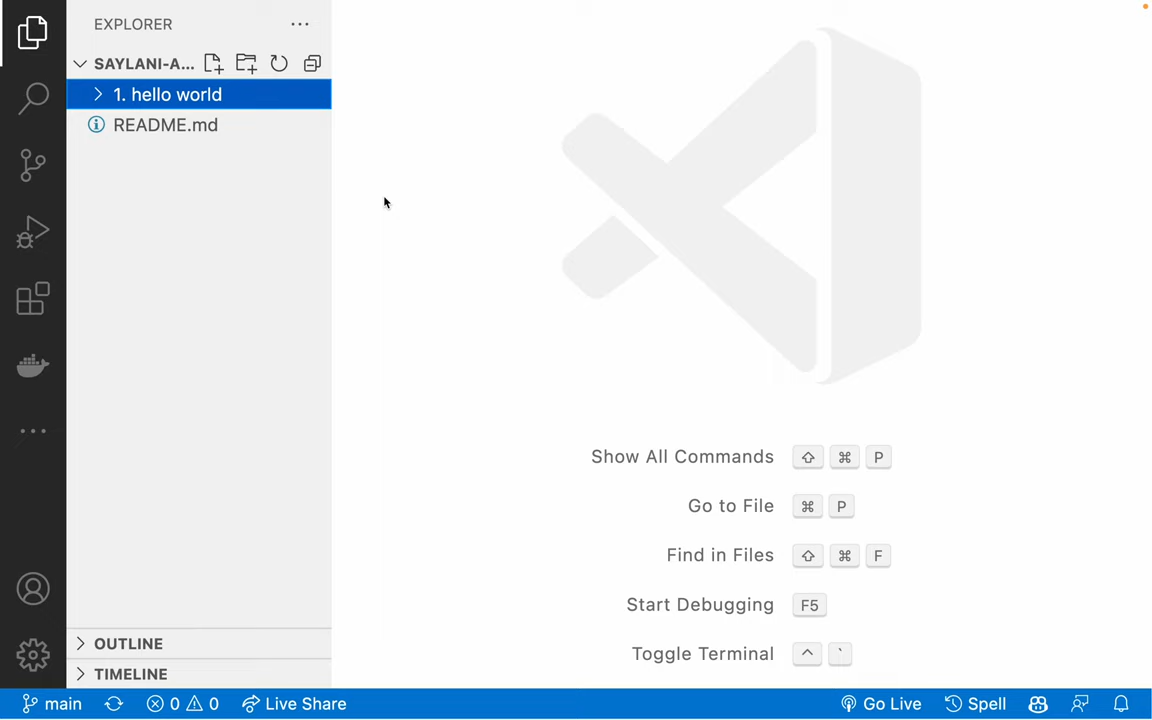 EXPLORER
SAYLANI-A...
1. hello world
README.md
Show All Commands ⇧ ⌘ P
Go to File ⌘ P
Find in Files ⇧ ⌘ F
Start Debugging F5
Toggle Terminal ^ `
OUTLINE
TIMELINE
main 0 0 Live Share Go Live Spell